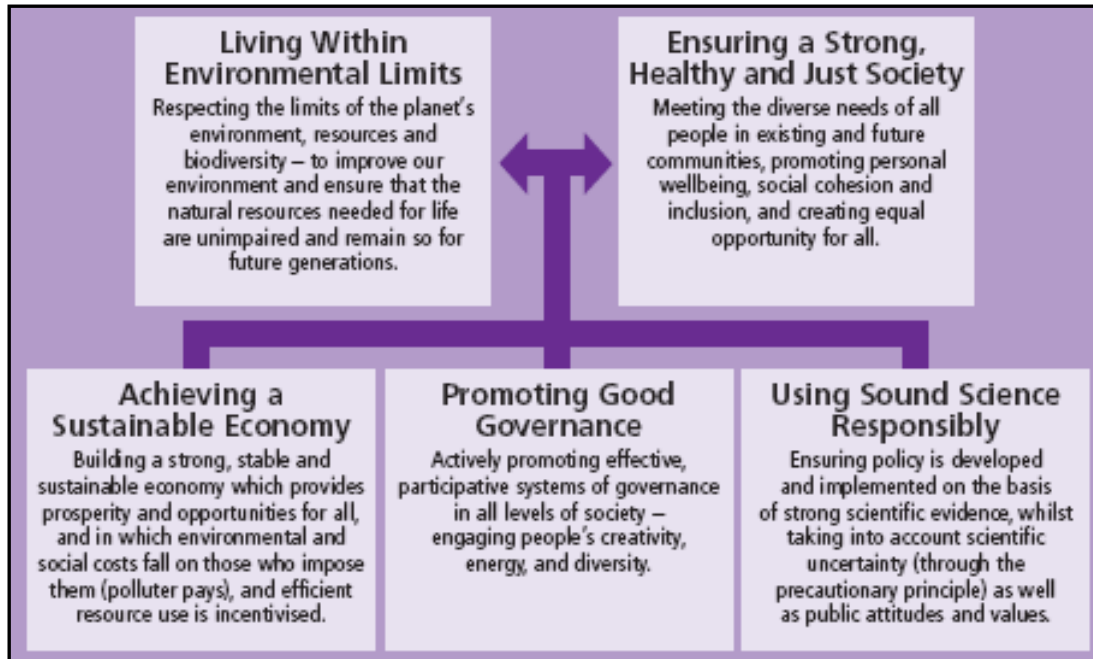 Living Within
Environmental Limits
Respecting the limits of the planet's
environment, resources and
biodiversity – to improve our
environment and ensure that the
natural resources needed for life
are unimpaired and remain so for
future generations.
Ensuring a Strong,
Healthy and Just Society
Meeting the diverse needs of all
people in existing and future
communities, promoting personal
wellbeing, social cohesion and
inclusion, and creating equal
opportunity for all.
Achieving a
Sustainable Economy
Building a strong, stable and
sustainable economy which provides
prosperity and opportunities for all,
and in which environmental and
social costs fall on those who impose
them (polluter pays), and efficient
resource use is incentivised.
Promoting Good
Governance
Actively promoting effective,
participative systems of governance
in all levels of society –
engaging people's creativity,
energy, and diversity.
Using Sound Science
Responsibly
Ensuring policy is developed
and implemented on the basis
of strong scientific evidence, whilst
taking into account scientific
uncertainty (through the
precautionary principle) as well
as public attitudes and values.